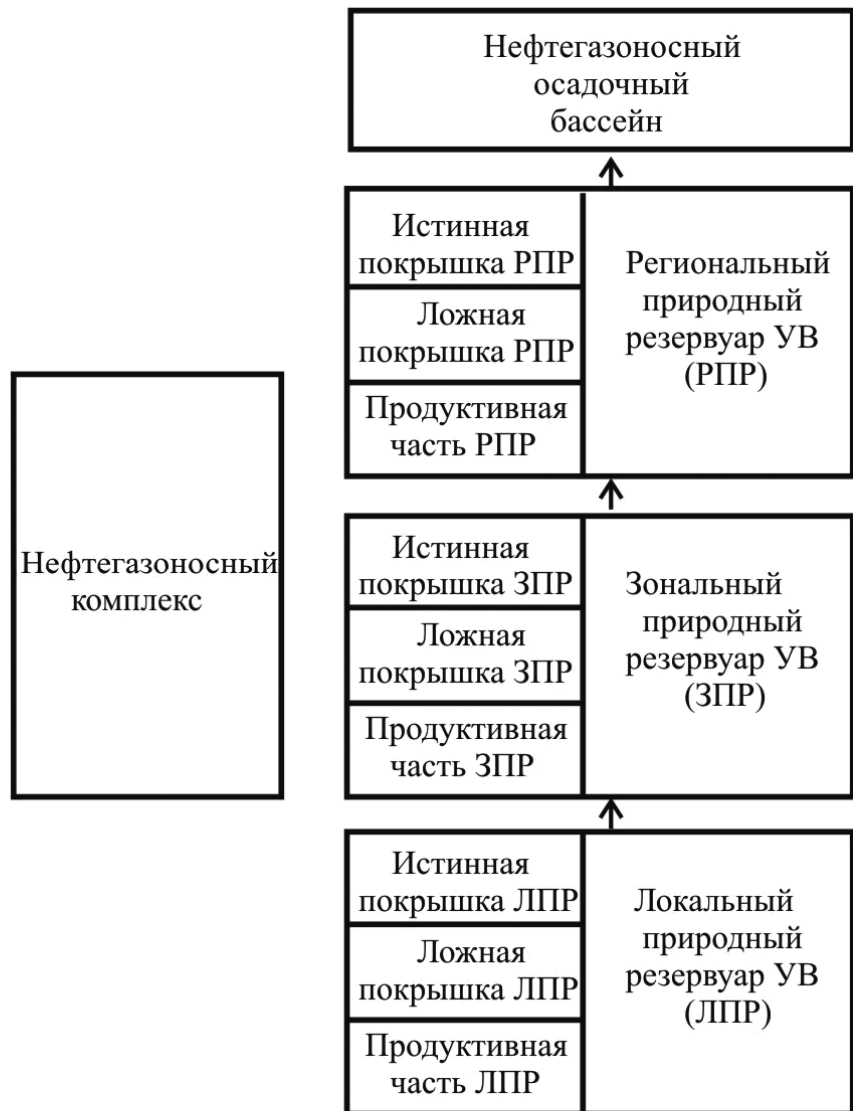 Нефтегазоносный
осадочный
бассейн
Истинная
покрышка РПР
Ложная
покрышка РПР
Продуктивная
часть РПР
Региональный
природный
резервуар УВ
(РПР)
Нефтегазоносный
комплекс
Истинная
покрышка ЗПР
Ложная
покрышка ЗПР
Продуктивная
часть ЗПР
Зональный
природный
резервуар УВ
(ЗПР)
Истинная
покрышка ЛПР
Ложная
покрышка ЛПР
Продуктивная
часть ЛПР
Локальный
природный
резервуар УВ
(ЛПР)